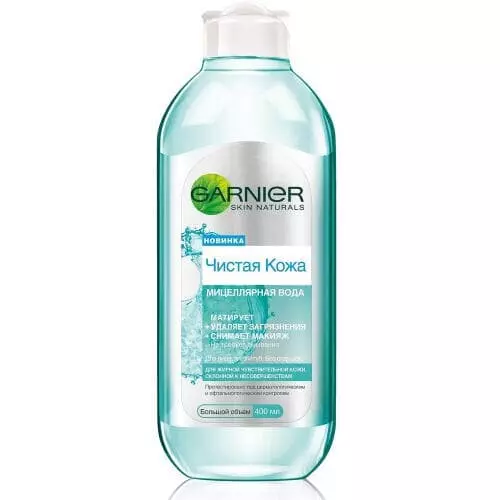 GARNIER
SKIN NATURALS
НОВИНКА
Чистая Кожа
МИЦЕЛЛЯРНАЯ ВОДА
МАТИРУЕТ
+ УДАЛЯЕТ ЗАГРЯЗНЕНИЯ
+ СНИМАЕТ МАКИЯЖ
ДЛЯ ЖИРНОЙ ЧУВСТВИТЕЛЬНОЙ КОЖИ,
СКЛОННОЙ К НЕСОВЕРШЕНСТВАМ
Протестировано под дерматологическим
и офтальмологическим контролем
Большой объем 400 мл